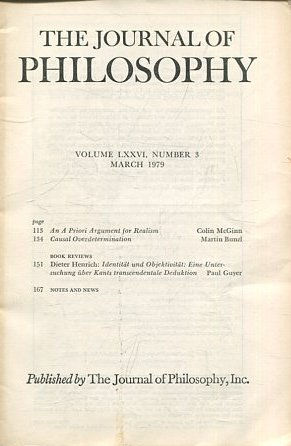 THE JOURNAL OF
PHILOSOPHY
VOLUME LXXVI, NUMBER 3
MARCH 1979
page
113 An A Priori Argument for Realism Colin McGinn
134 Causal Overdetermination Martin Bunzl
BOOK REVIEWS
151 Dieter Henrich: Identität und Objektivität: Eine Unter-
suchung über Kants transcendentale Deduktion Paul Guyer
167 NOTES AND NEWS
Published by The Journal of Philosophy, Inc.